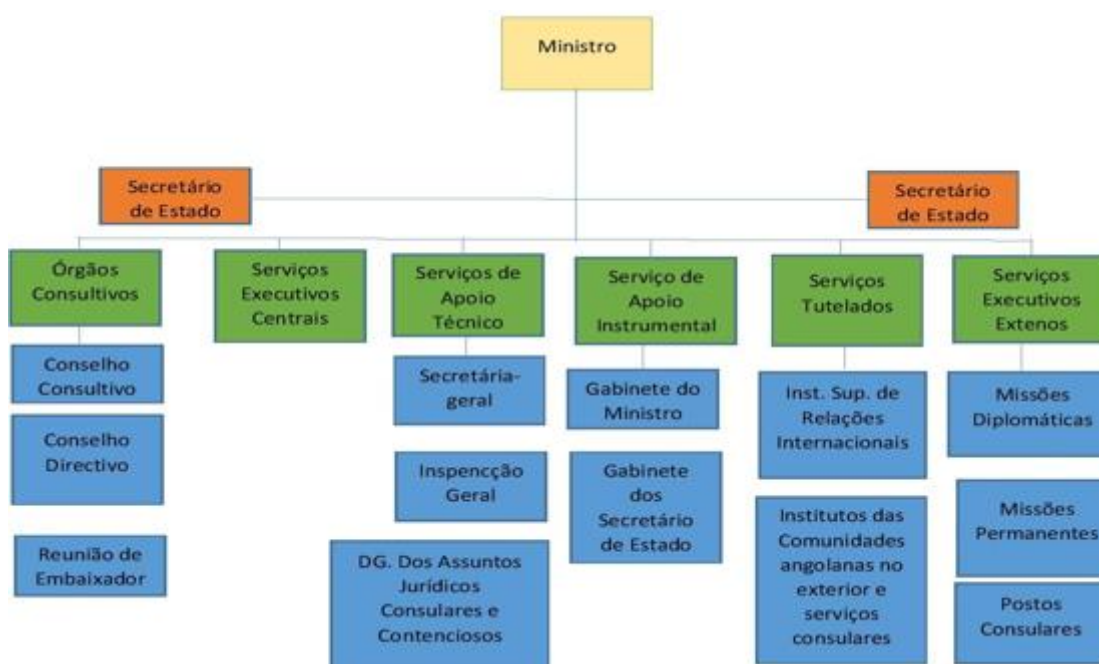 Ministro
Secretário
de Estado
Secretário
de Estado
Órgãos
Consultivos
Serviços
Executivos
Centrais
Serviços de
Apoio
Técnico
Serviço de
Apoio
Instrumental
Serviços
Tutelados
Serviços
Executivos
Extenos
Conselho
Consultivo
Conselho
Directivo
Reunião de
Embaixador
Secretária-
geral
Inspencção
Geral
DG. Dos Assuntos
Jurídicos
Consulares e
Contenciosos
Gabinete do
Ministro
Gabinete
dos
Secretário
de Estado
Inst. Sup. de
Relações
Internacionais
Institutos das
Comunidades
angolanas no
exterior e
serviços
consulares
Missões
Diplomáticas
Missões
Permanentes
Postos
Consulares